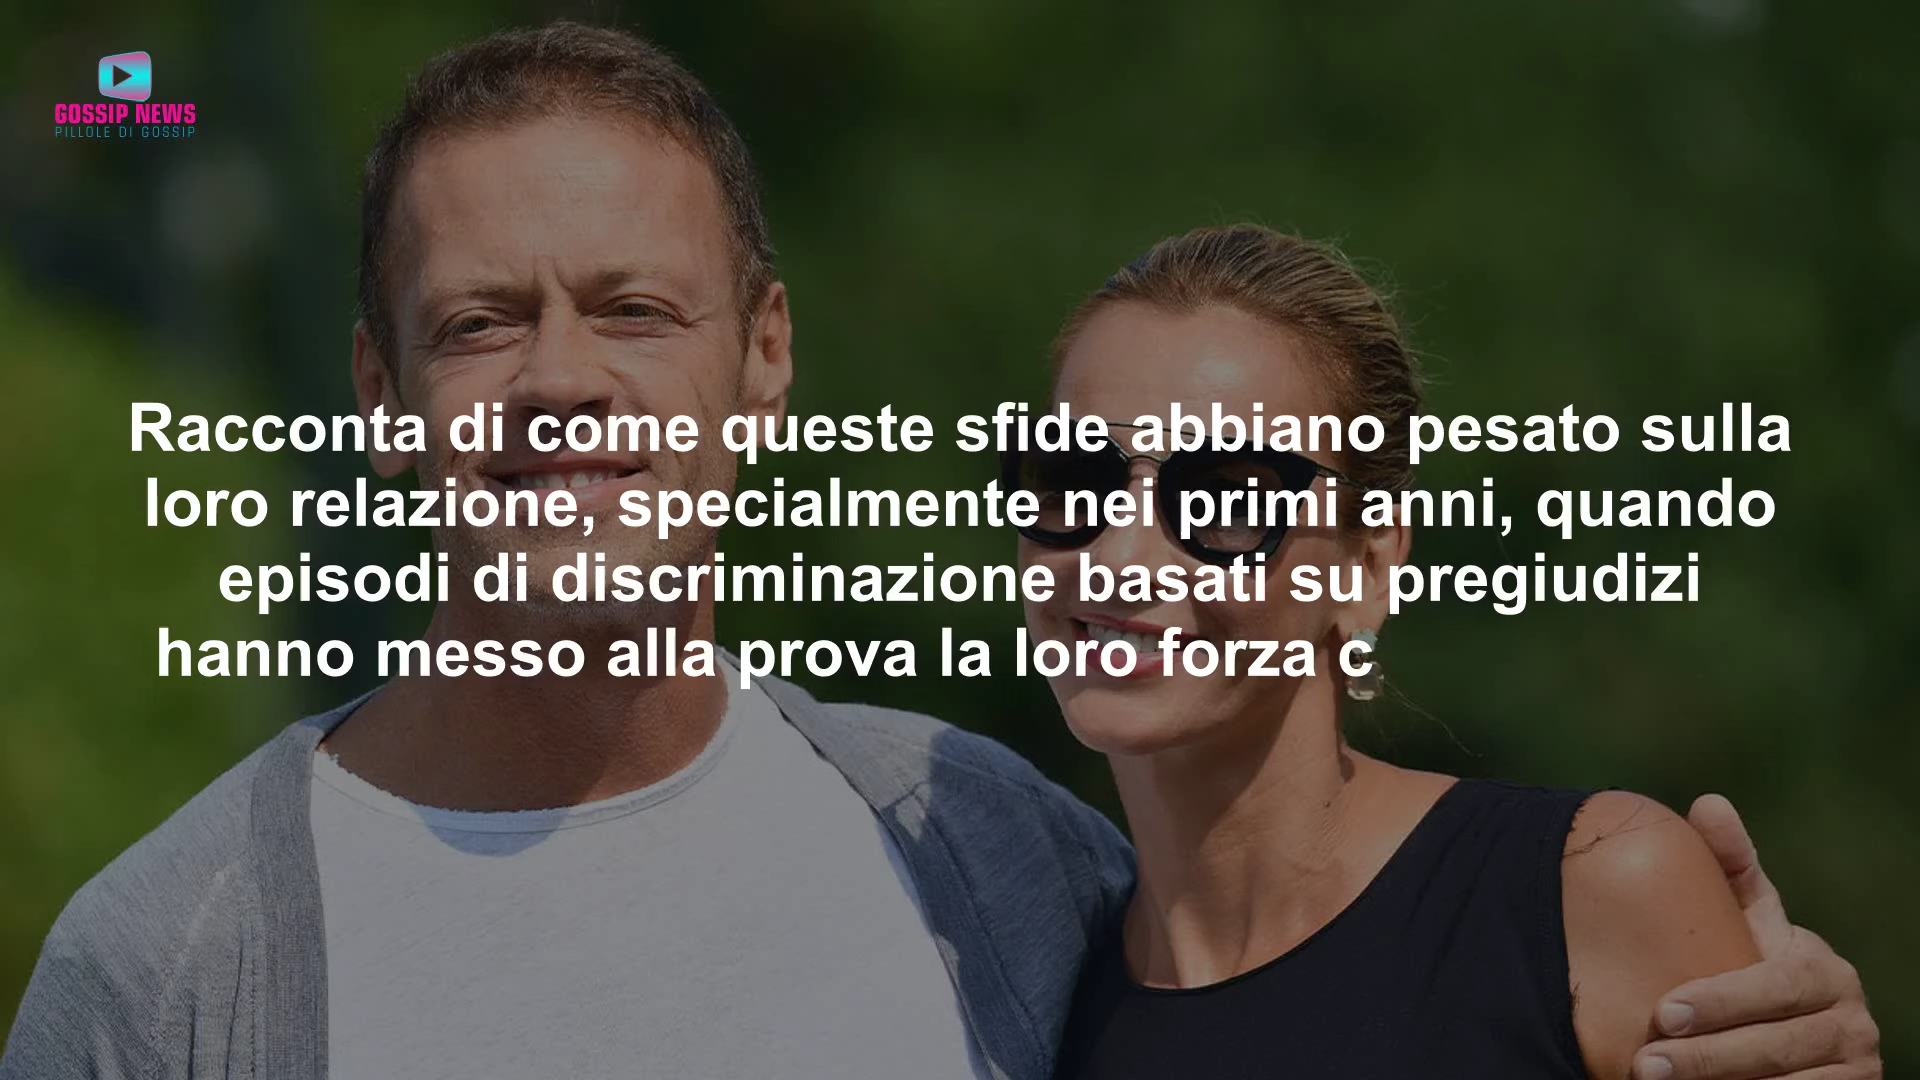 GOSSIP NEWS
PILLOLE DI GOSSIP
Racconta di come queste sfide abbiano pesato sulla
loro relazione, specialmente nei primi anni, quando
episodi di discriminazione basati su pregiudizi
hanno messo alla prova la loro forza c